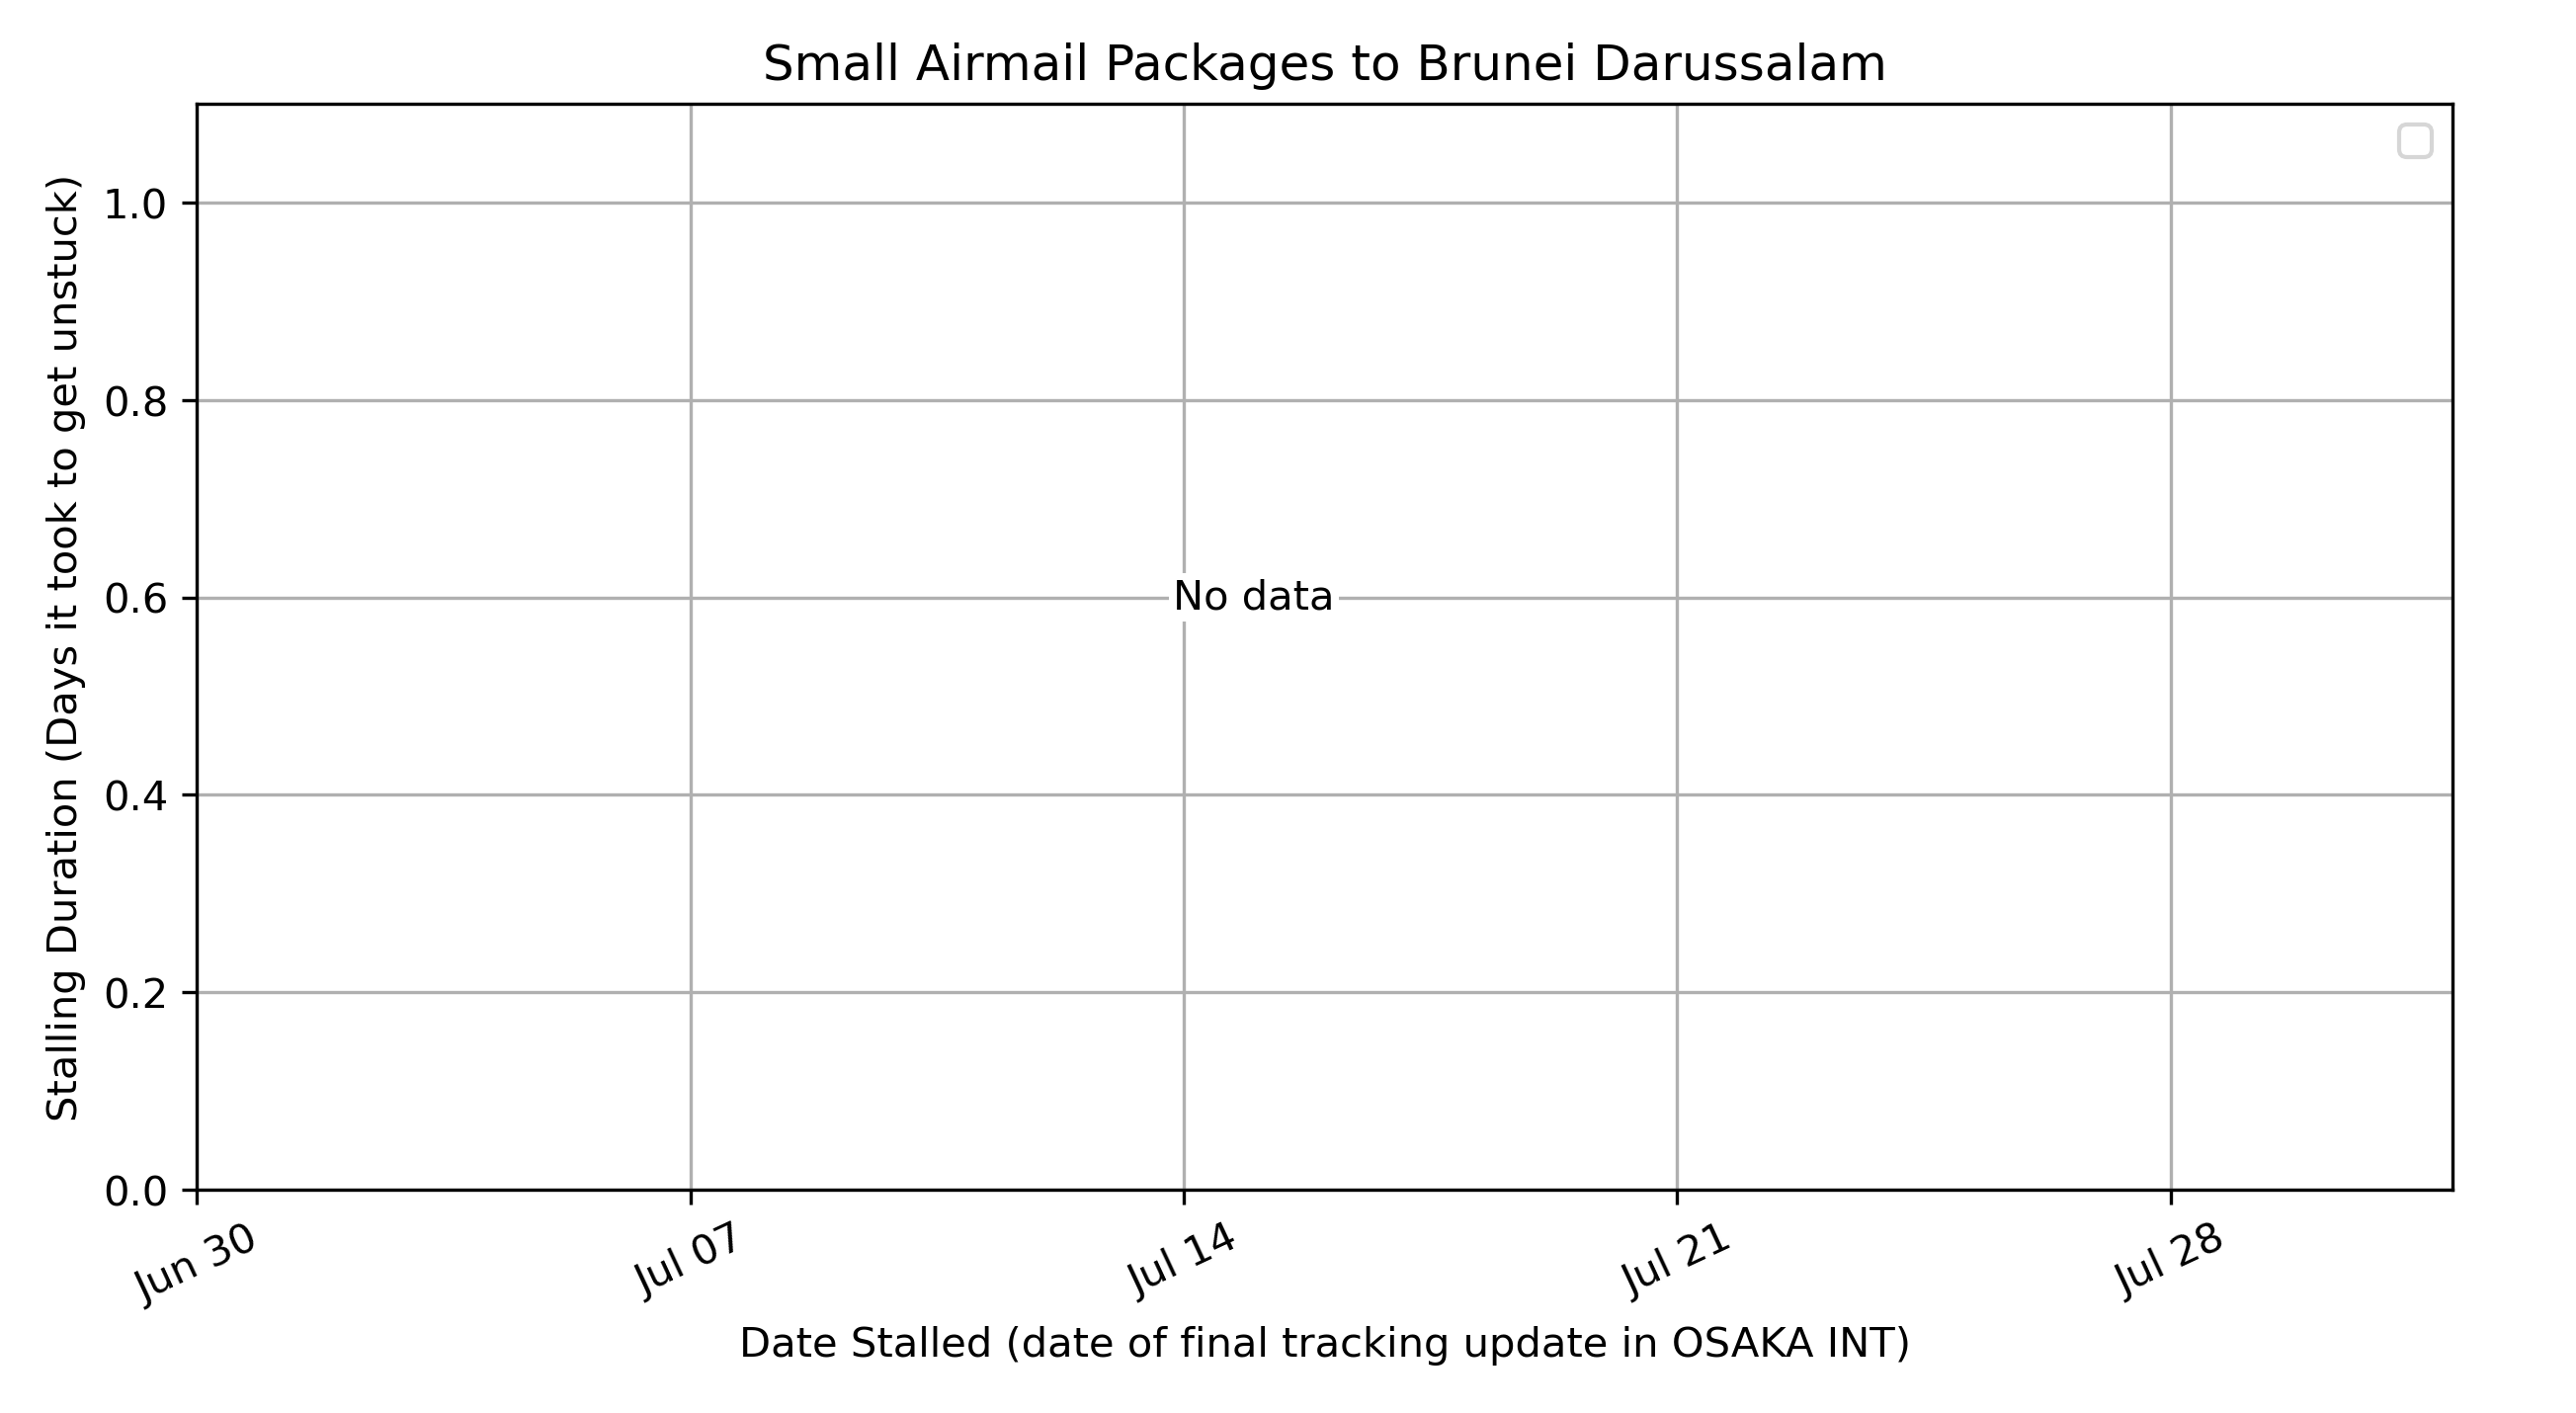 Small Airmail Packages to Brunei Darussalam
Stalling Duration (Days it took to get unstuck)
1.0
0.8
0.6
0.4
0.2
0.0
No data
Jun 30
Jul 07
Jul 14
Jul 21
Jul 28
Date Stalled (date of final tracking update in OSAKA INT)